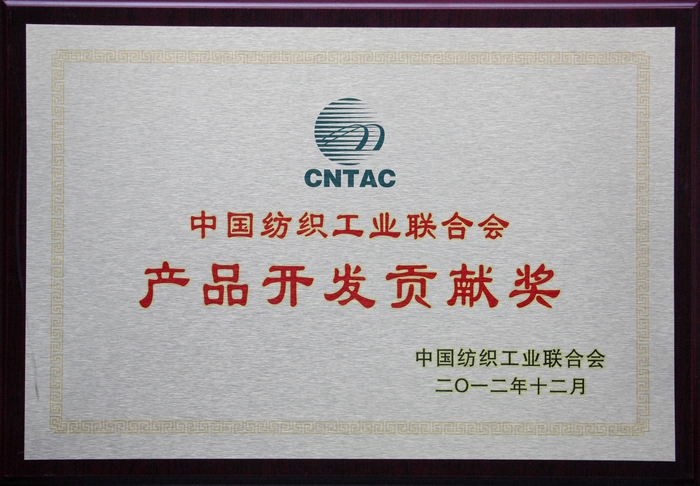 CNTAC
中国纺织工业联合会
产品开发贡献奖
中国纺织工业联合会
二〇一二年十二月